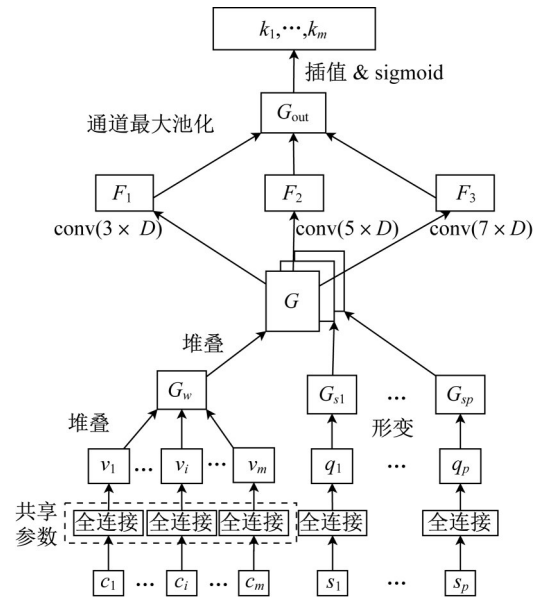 k1,···,km
插值 & sigmoid
Gout
通道最大池化
F1 F2 F3
conv(3 × D) conv(5 × D) conv(7 × D)
G
堆叠
Gw Gs1 ··· Gsp
堆叠 形变
v1 ··· vi ··· vm q1 ··· qp
共享
参数
全连接 全连接 全连接 全连接 全连接
c1 ··· ci ··· cm s1 ··· sp